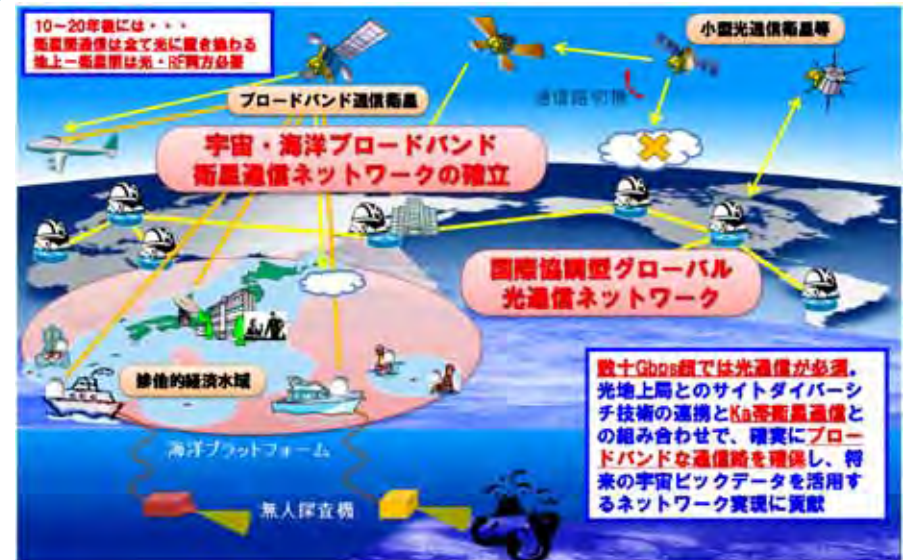 10～20年後には・・・
衛星間通信は全て光に置き換わる
地上－衛星間は光・RF両方必要
小型光通信衛星等
ブロードバンド通信衛星
通信路切替
宇宙・海洋ブロードバンド
衛星通信ネットワークの確立
国際協調型グローバル
光通信ネットワーク
排他的経済水域
海洋プラットフォーム
無人探査機
数十Gbps級では光通信が必須。
光地上局とのサイトダイバーシ
チ技術の連携とKa帯衛星通信と
の組み合わせで、確実にブロー
ドバンドな通信路を確保し、将
来の宇宙ビックデータを活用す
るネットワーク実現に貢献